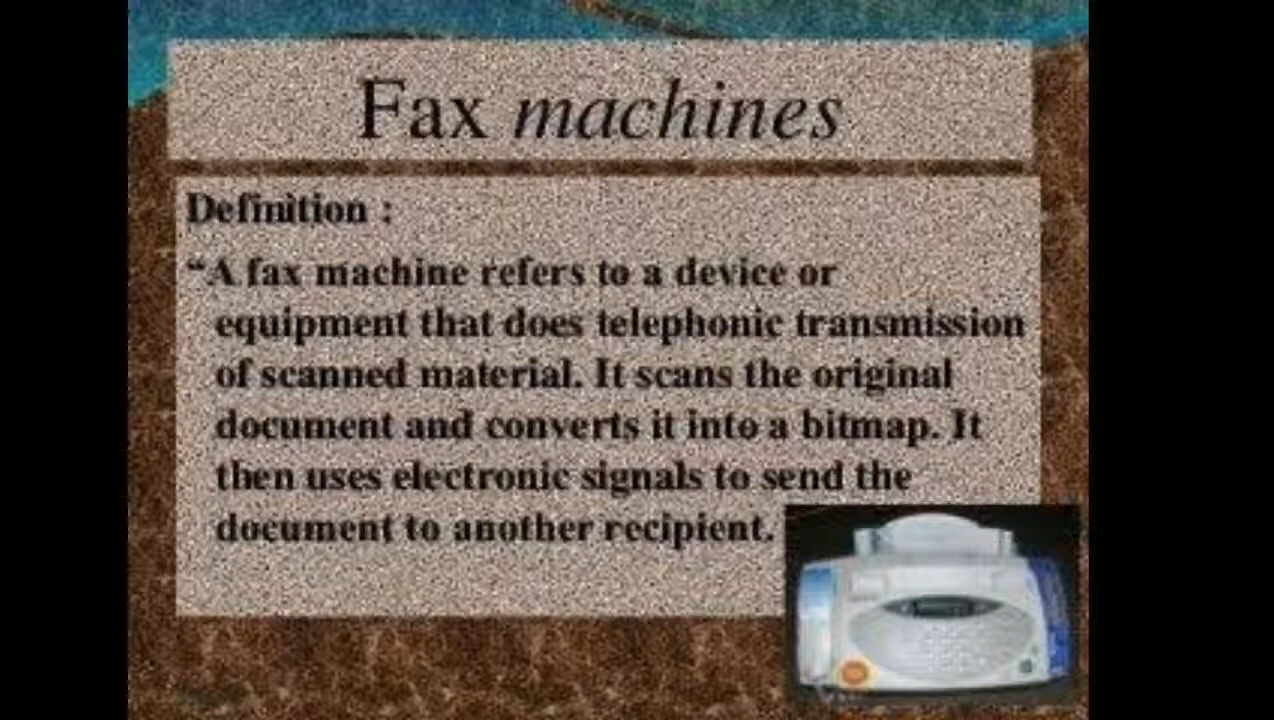 Fax machines
Definition :
“A fax machine refers to a device or
equipment that does telephonic transmission
of scanned material. It scans the original
document and converts it into a bitmap. It
then uses electronic signals to send the
document to another recipient.